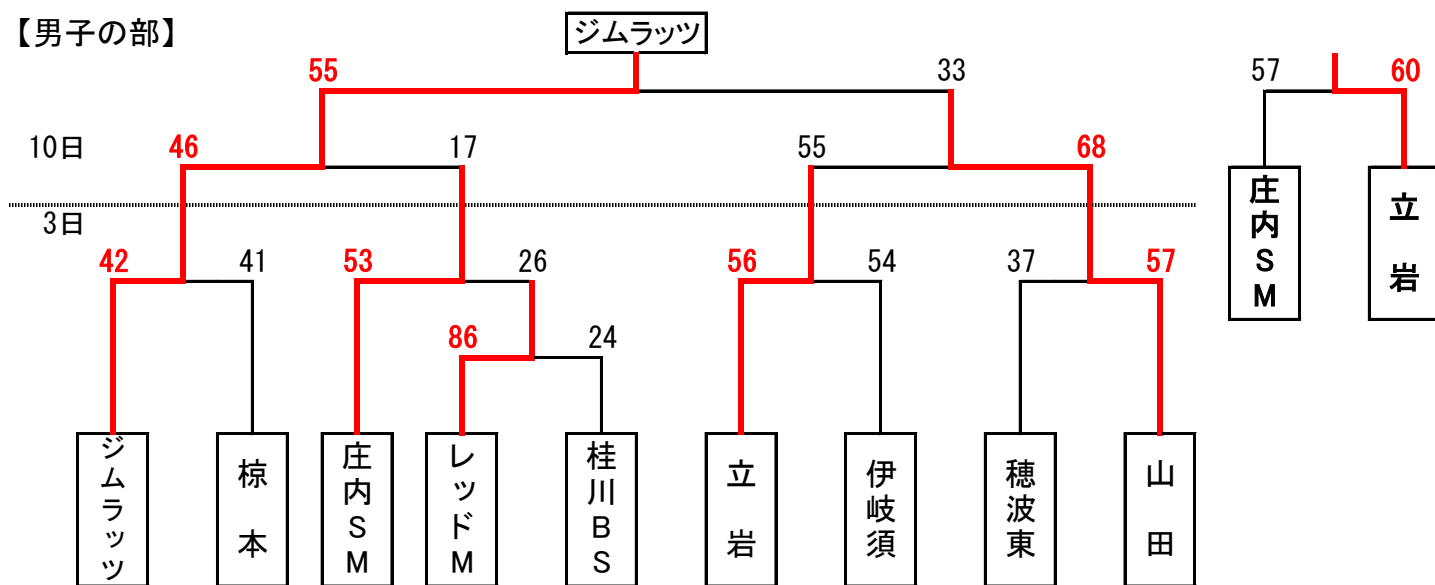 【男子の部】
ジムラッツ
55
33
57
60
10日
46
17
55
68
3日
42
41
53
26
56
54
37
57
86
24
庄内SM
立岩
ジムラッツ
椋本
庄内SM
レッドM
桂川BS
立岩
伊岐須
穂波東
山田